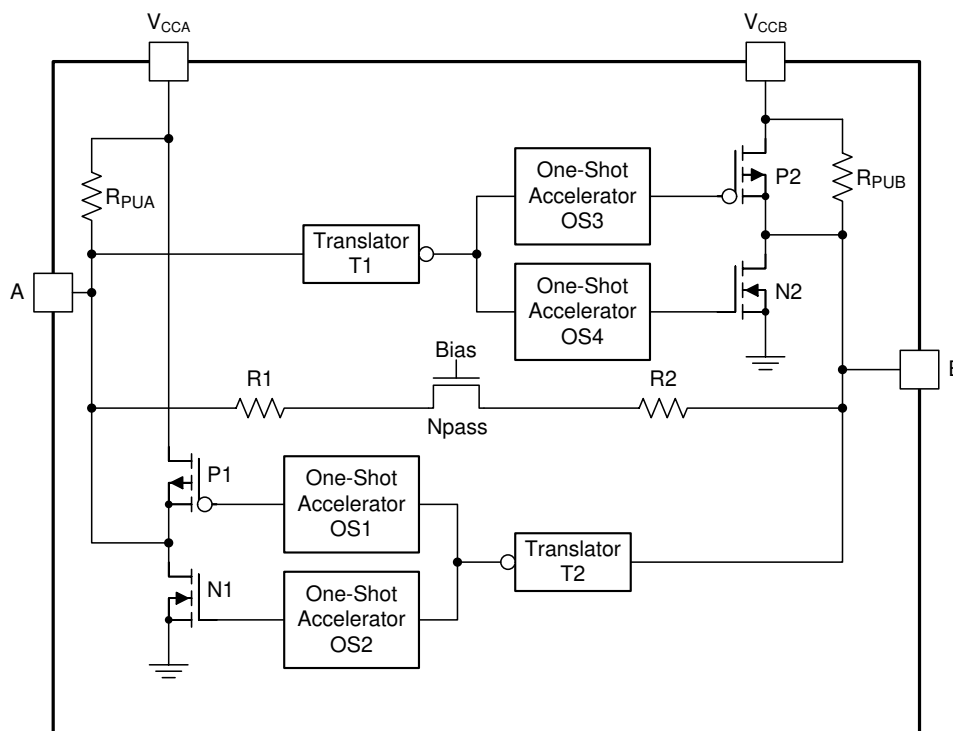 VCCA
VCCB
RPUA
One-Shot
Accelerator
OS3
P2
RPUB
Translator
T1
A
One-Shot
Accelerator
OS4
N2
Bias
R1
R2
Npass
P1
One-Shot
Accelerator
OS1
Translator
T2
N1
One-Shot
Accelerator
OS2